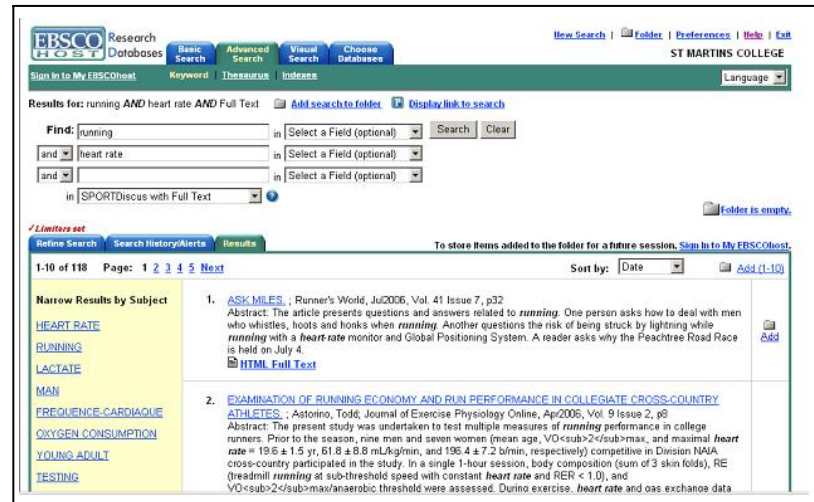 EBSCO Research
HOST Databases
Basic Search
Advanced Search
Visual Search
Choose Databases
New Search | Folder | Preferences | Help | Exit
ST MARTINS COLLEGE
Sign In to My EBSCOhost Keyword Thesaurus Indexes Language
Results for: running AND heart rate AND Full Text Add search to folder Display link to search
Find: running in Select a Field (optional) Search Clear
and heart rate in Select a Field (optional)
and in Select a Field (optional)
in SPORTDiscus with Full Text
Folder is empty.
Limiters set
Refine Search Search History/Alerts Results To store items added to the folder for a future session, Sign In to My EBSCOhost.
1-10 of 118 Page: 1 2 3 4 5 Next Sort by: Date Add (1-10)
Narrow Results by Subject
HEART RATE
RUNNING
LACTATE
MAN
FREQUENCE-CARDIAQUE
OXYGEN CONSUMPTION
YOUNG ADULT
TESTING
1. ASK MILES. ; Runner's World, Jul2006, Vol. 41 Issue 7, p32
Abstract: The article presents questions and answers related to running. One person asks how to deal with men
who whistles, hoots and honks when running. Another questions the risk of being struck by lightning while
running with a heart-rate monitor and Global Positioning System. A reader asks why the Peachtree Road Race
is held on July 4.
HTML Full Text
Add
2. EXAMINATION OF RUNNING ECONOMY AND RUN PERFORMANCE IN COLLEGIATE CROSS-COUNTRY
ATHLETES. ; Astorino, Todd; Journal of Exercise Physiology Online, Apr2006, Vol. 9 Issue 2, p8
Abstract: The present study was undertaken to test multiple measures of running performance in college
runners. Prior to the season, nine men and seven women (mean age, VO<sub>2</sub>max, and maximal heart
rate = 19.6 ± 1.5 yr, 61.8 ± 8.8 mL/kg/min, and 196.4 ± 7.2 b/min, respectively) competitive in Division NAIA
cross-country participated in the study. In a single 1-hour session, body composition (sum of 3 skin folds), RE
(treadmill running at sub-threshold speed with constant heart rate and RER < 1.0), and
VO<sub>2</sub>max/anaerobic threshold were assessed. During exercise, heart rate and gas exchange data